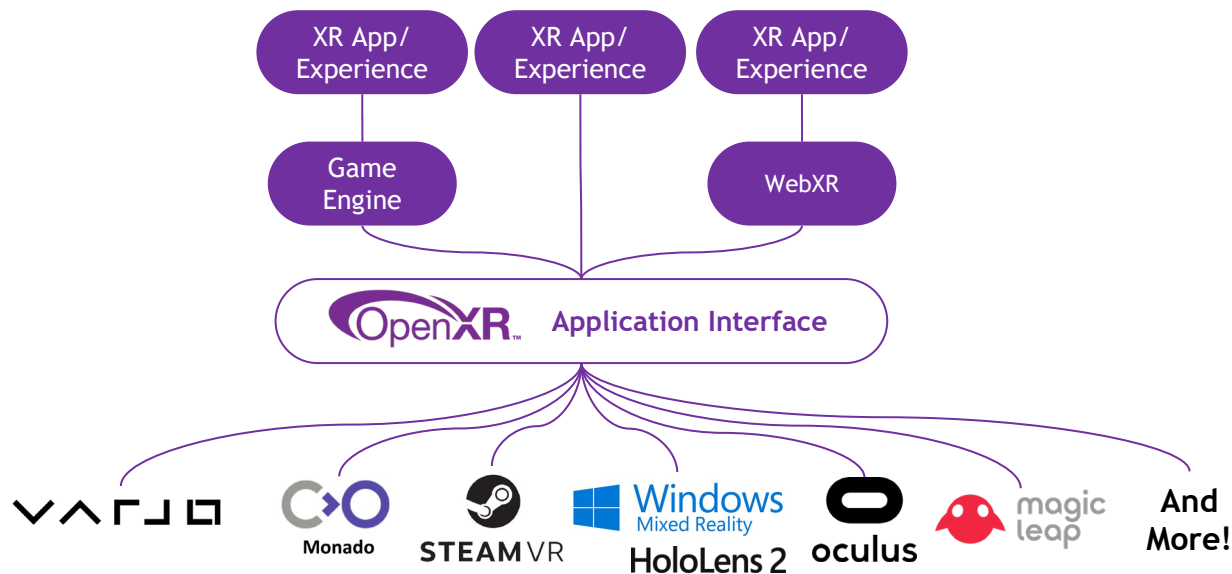 XR App/
Experience
XR App/
Experience
XR App/
Experience
Game
Engine
WebXR
OpenXR™ Application Interface
VARJO
Monado
STEAMVR
Windows
Mixed Reality
HoloLens 2
oculus
magic
leap
And
More!